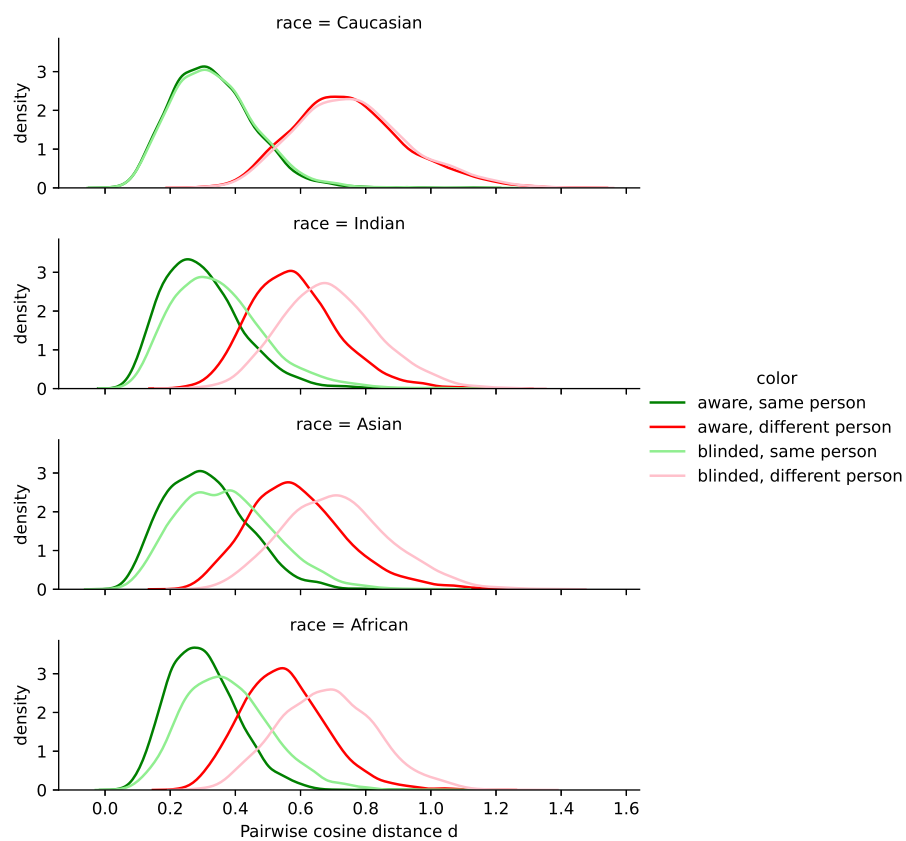 race = Caucasian
density
3
2
1
0
race = Indian
density
3
2
1
0
race = Asian
density
3
2
1
0
race = African
density
3
2
1
0
0.0 0.2 0.4 0.6 0.8 1.0 1.2 1.4 1.6
Pairwise cosine distance d
color
aware, same person
aware, different person
blinded, same person
blinded, different person